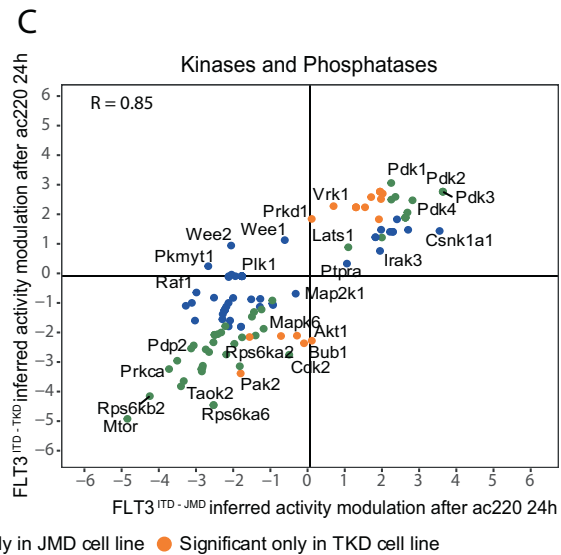 C
Kinases and Phosphatases
R = 0.85
FLT3 ITD - TKD inferred activity modulation after ac220 24h
6
5
4
3
2
1
0
−1
−2
−3
−4
−5
−6
Pdk1
Pdk2
Pdk3
Vrk1
Pdk4
Prkd1
Lats1
Wee1
Wee2
Csnk1a1
Pkmyt1
Plk1
Irak3
Ptpra
Raf1
Map2k1
Mapk6
Akt1
Pdp2
Rps6ka2
Bub1
Cdk2
Prkca
Pak2
Taok2
Rps6kb2
Rps6ka6
Mtor
−6 −5 −4 −3 −2 −1 0 1 2 3 4 5 6
FLT3 ITD - JMD inferred activity modulation after ac220 24h
ly in JMD cell line Significant only in TKD cell line